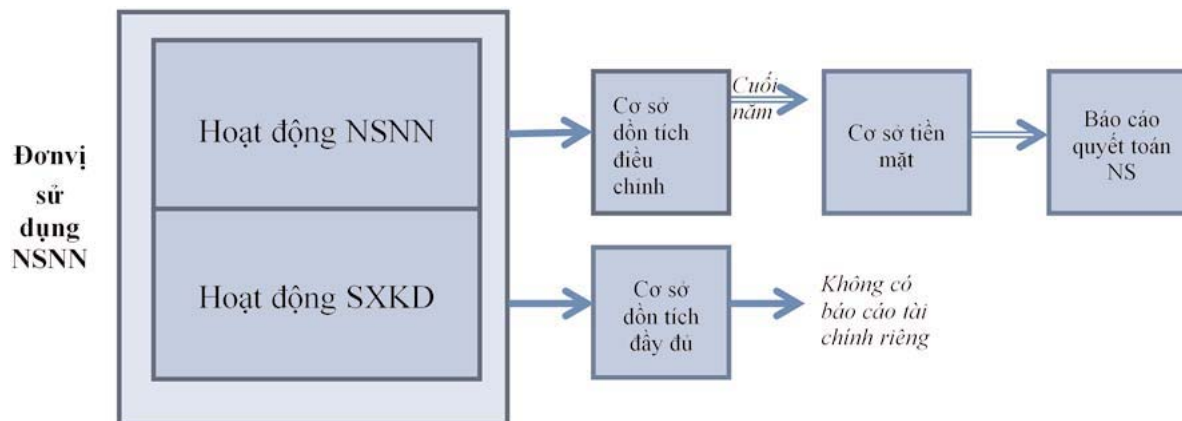 Đơnvị
sử
dụng
NSNN
Hoạt động NSNN
Cơ sở
dồn tích
điều
chỉnh
Cuối
năm
Cơ sở tiền
mặt
Báo cáo
quyết toán
NS
Hoạt động SXKD
Cơ sở
dồn tích
đầy đủ
Không có
báo cáo tài
chính riêng